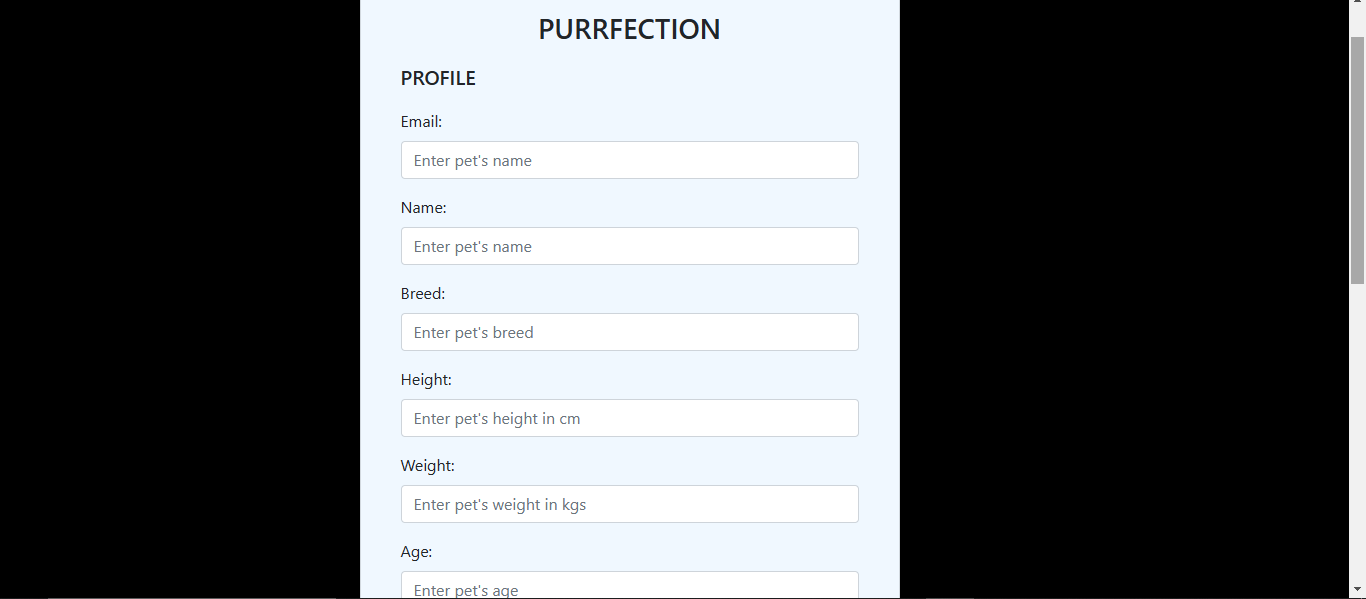 PURRFECTION
PROFILE
Email:
Enter pet's name
Name:
Enter pet's name
Breed:
Enter pet's breed
Height:
Enter pet's height in cm
Weight:
Enter pet's weight in kgs
Age:
Enter pet's age